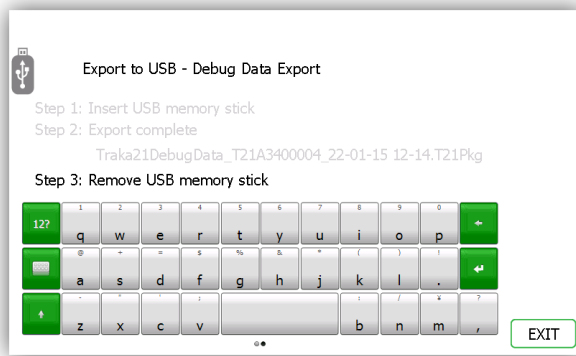 Export to USB - Debug Data Export
Step 1: Insert USB memory stick
Step 2: Export complete
Traka21DebugData_T21A3400004_22-01-15 12-14.T21Pkg
Step 3: Remove USB memory stick
1 2 3 4 5 6 7 8 9 0
12? q w e r t y u i o p
@ + = $ % & * ( ) !
a s d f g h j k l .
- " ' ; : / ¥ ?
z x c v b n m ,
EXIT